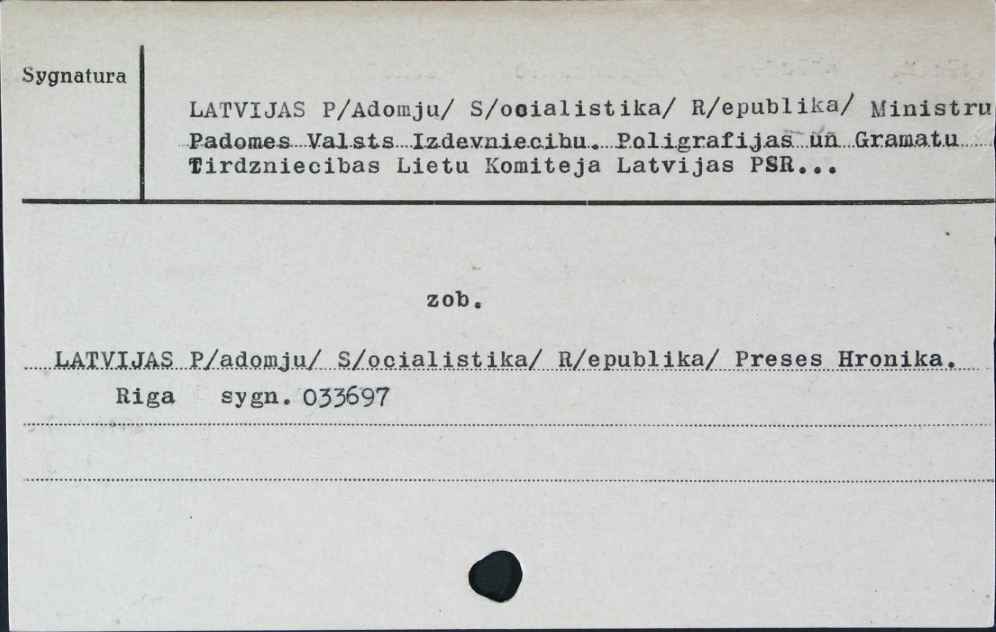 Sygnatura
LATVIJAS P/Adomju/ S/ocialistika/ R/epublika/ Ministru
Padomes Valsts Izdevniecibu. Poligrafijas un Gramatu
Tirdzniecibas Lietu Komiteja Latvijas PSR...
zob.
LATVIJAS P/adomju/ S/ocialistika/ R/epublika/ Preses Hronika.
Riga sygn. 033697